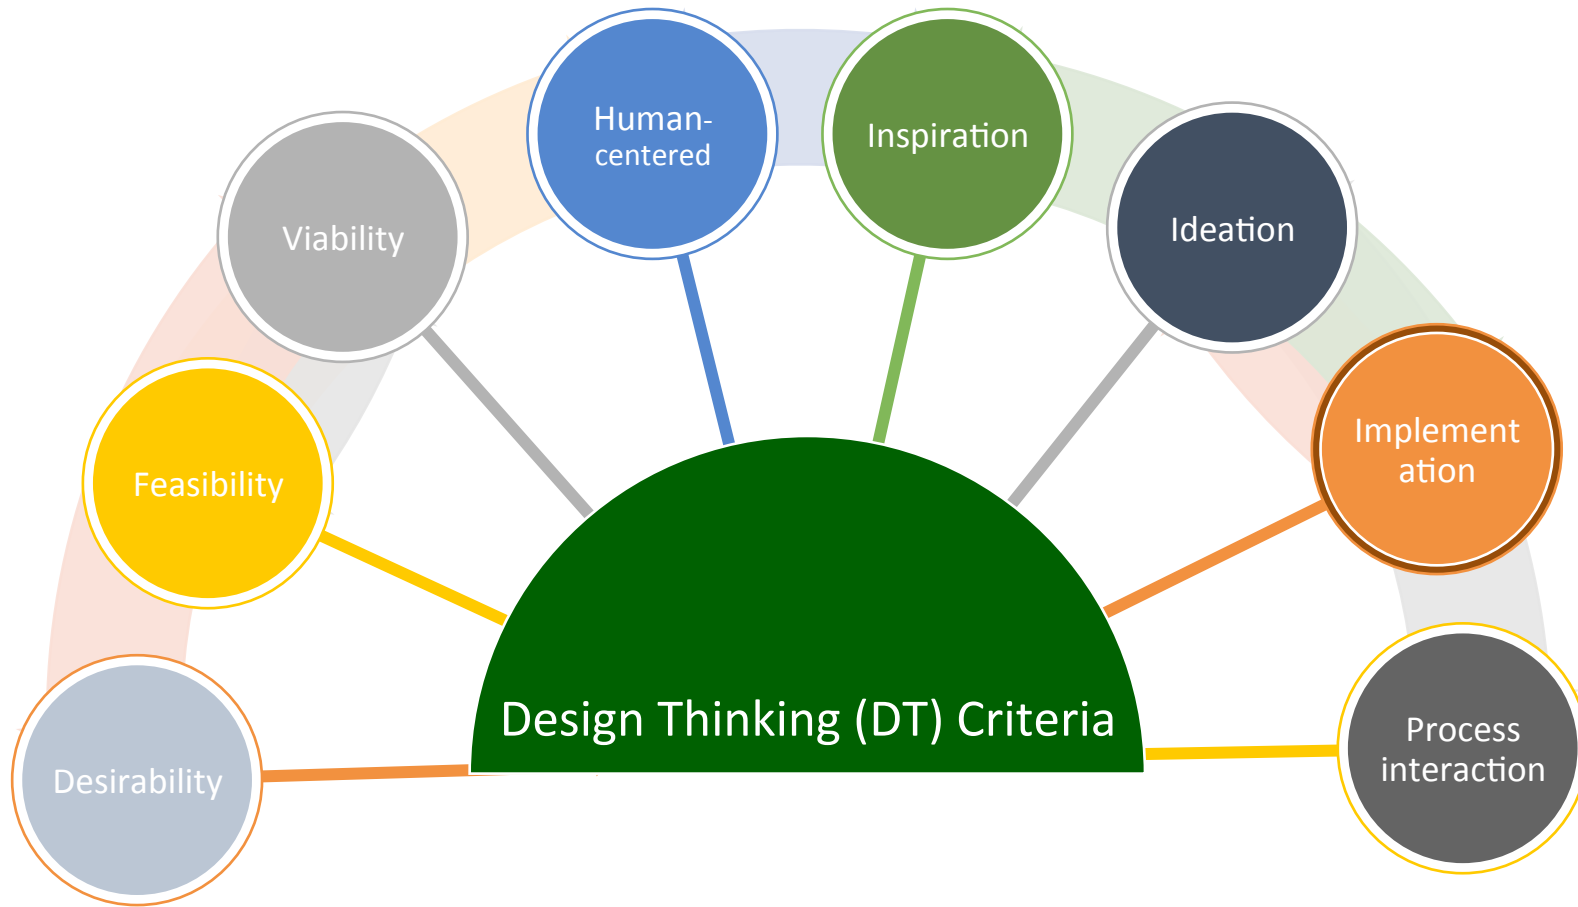 Human-
centered
Inspiration
Ideation
Viability
Implement
ation
Feasibility
Design Thinking (DT) Criteria
Process
interaction
Desirability